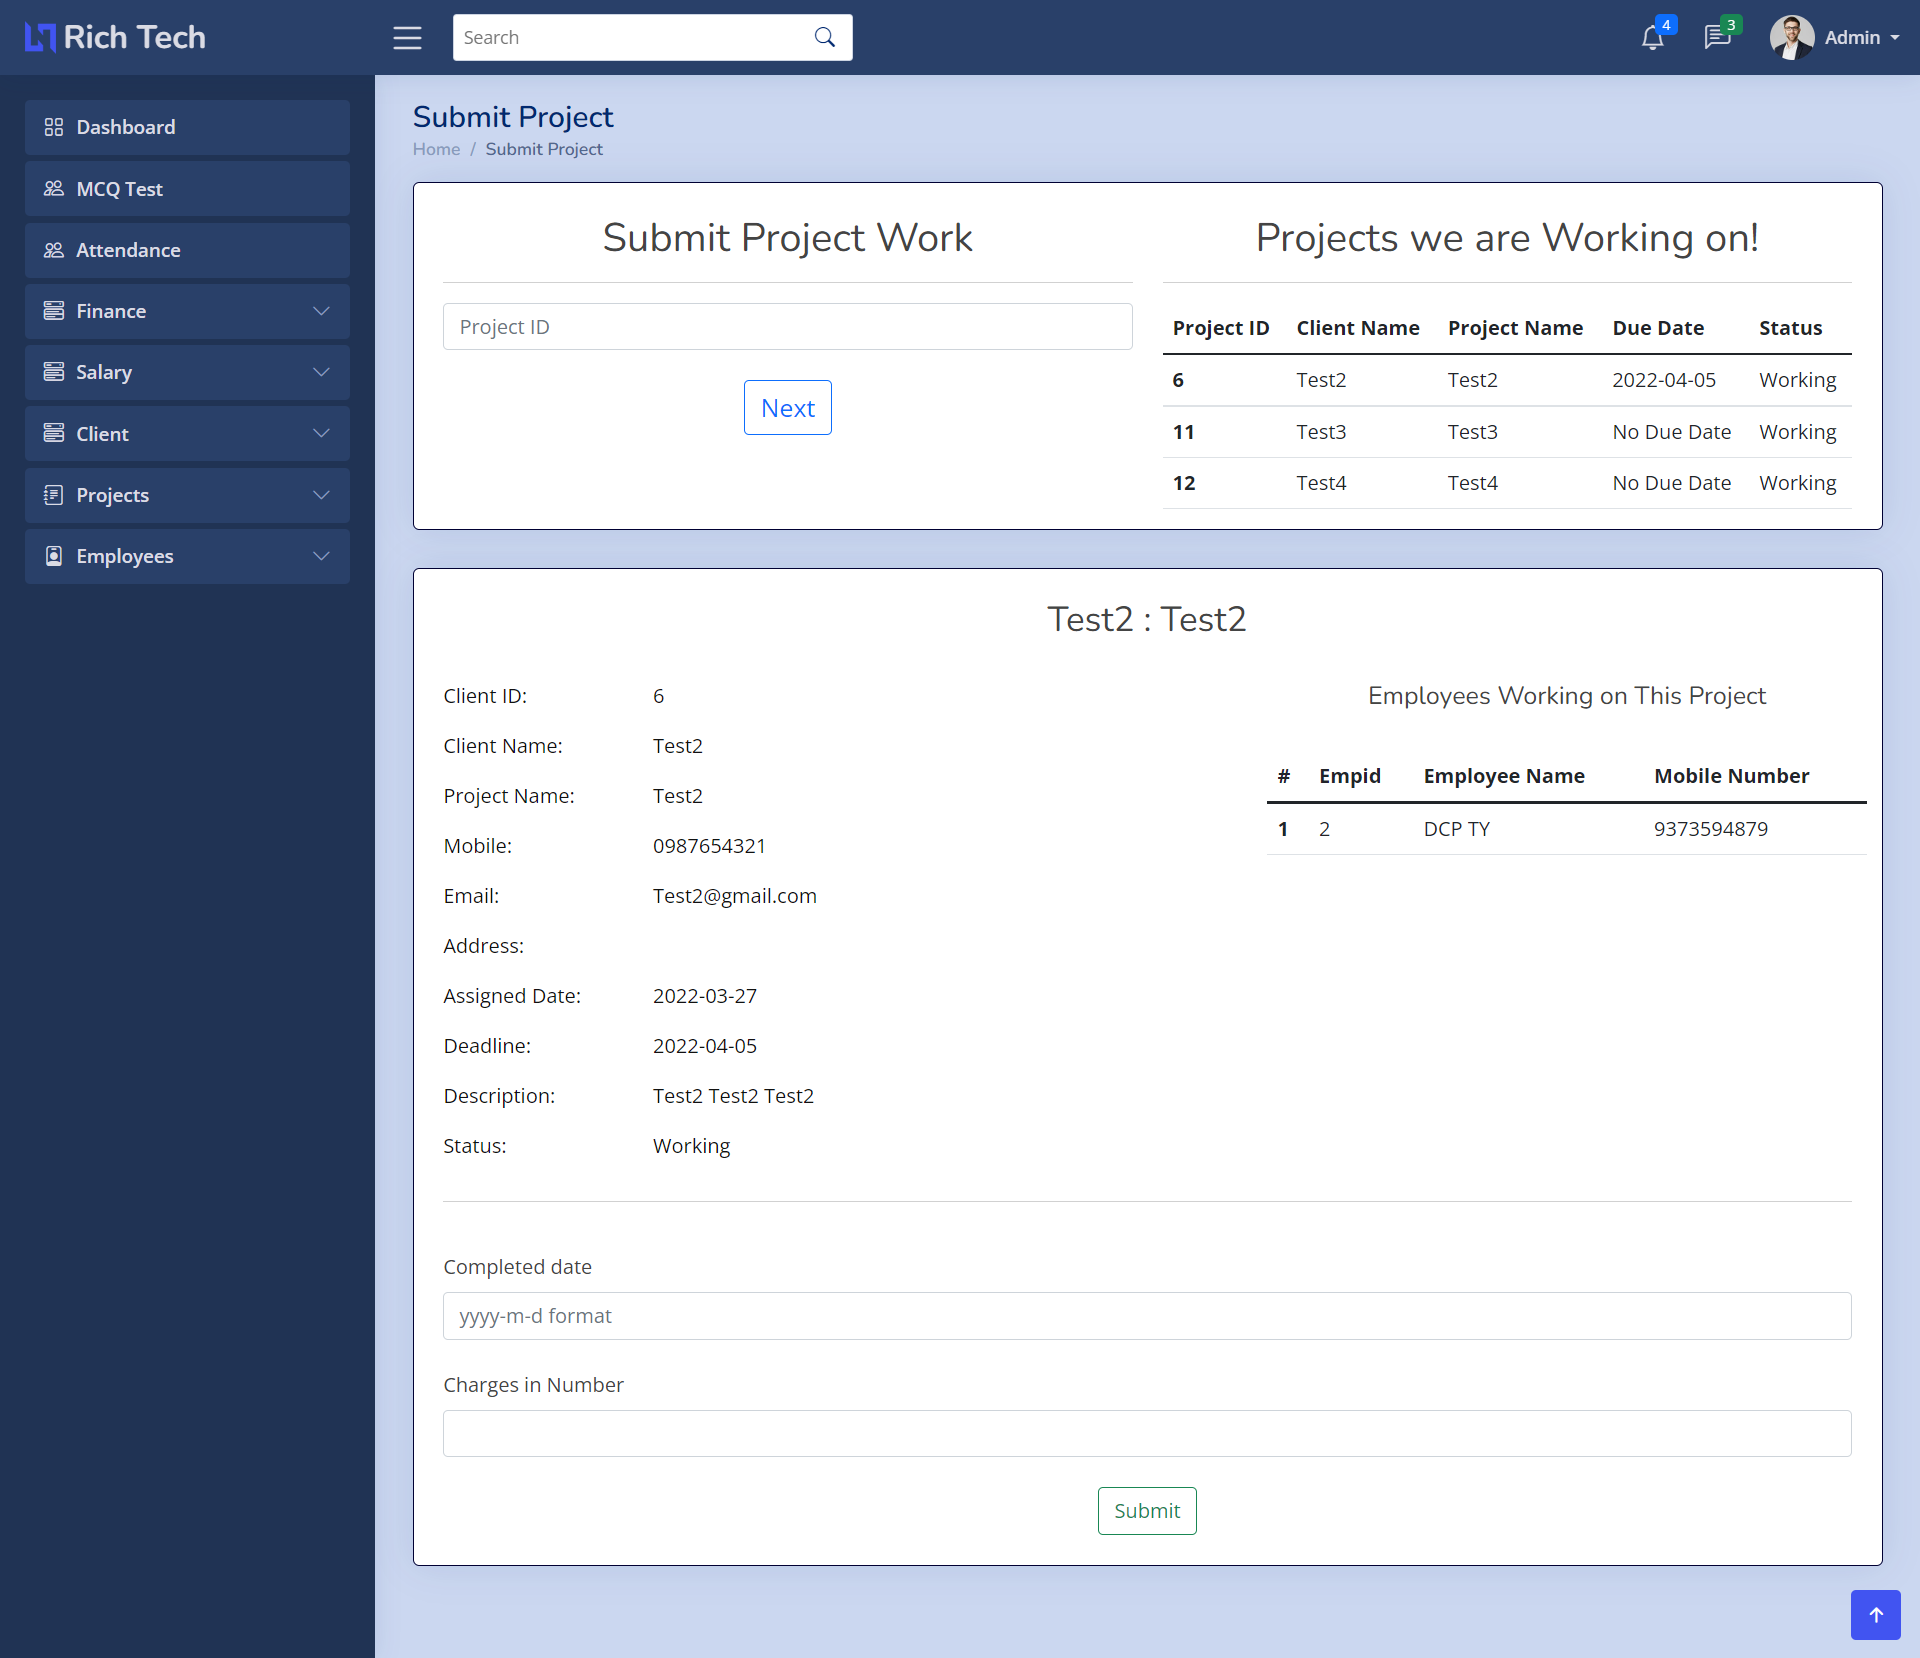 Rich Tech
Search
4
3
Admin
Dashboard
MCQ Test
Attendance
Finance
Salary
Client
Projects
Employees
Submit Project
Home / Submit Project
Submit Project Work
Project ID
Next
Projects we are Working on!
Project ID Client Name Project Name Due Date Status
6 Test2 Test2 2022-04-05 Working
11 Test3 Test3 No Due Date Working
12 Test4 Test4 No Due Date Working
Test2 : Test2
Client ID: 6
Client Name: Test2
Project Name: Test2
Mobile: 0987654321
Email: Test2@gmail.com
Address:
Assigned Date: 2022-03-27
Deadline: 2022-04-05
Description: Test2 Test2 Test2
Status: Working
Employees Working on This Project
# Empid Employee Name Mobile Number
1 2 DCP TY 9373594879
Completed date
yyyy-m-d format
Charges in Number
Submit